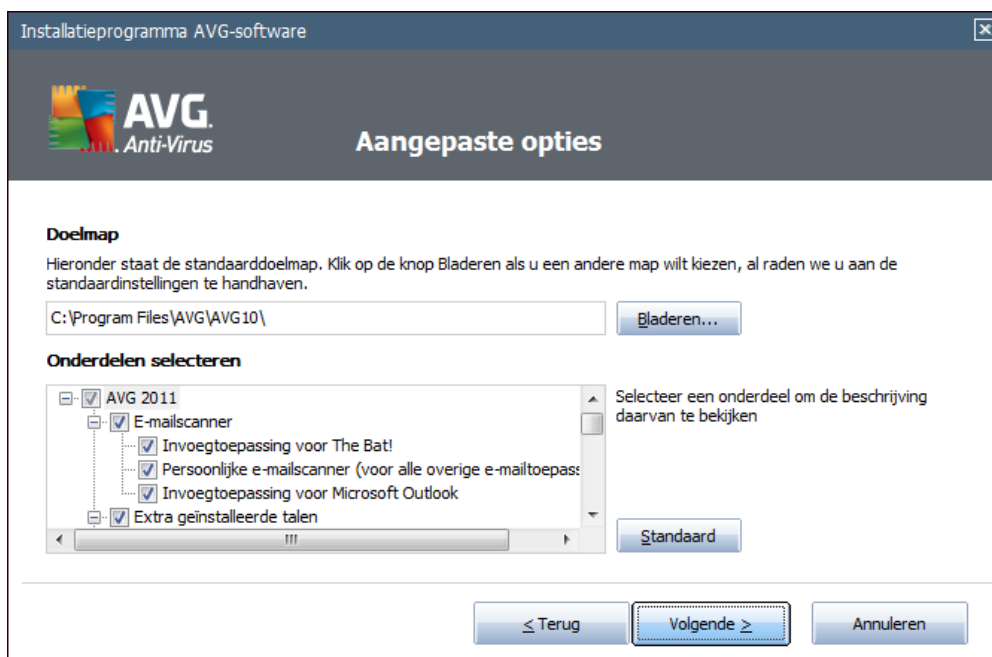 Installatieprogramma AVG-software
AVG.
Anti-Virus
Aangepaste opties
Doelmap
Hieronder staat de standaarddoelmap. Klik op de knop Bladeren als u een andere map wilt kiezen, al raden we u aan de
standaardinstellingen te handhaven.
C:\Program Files\AVG\AVG10\
Bladeren...
Onderdelen selecteren
AVG 2011
E-mailscanner
Invoegtoepassing voor The Bat!
Persoonlijke e-mailscanner (voor alle overige e-mailtoepass
Invoegtoepassing voor Microsoft Outlook
Extra geïnstalleerde talen
Selecteer een onderdeel om de beschrijving
daarvan te bekijken
Standaard
< Terug
Volgende >
Annuleren